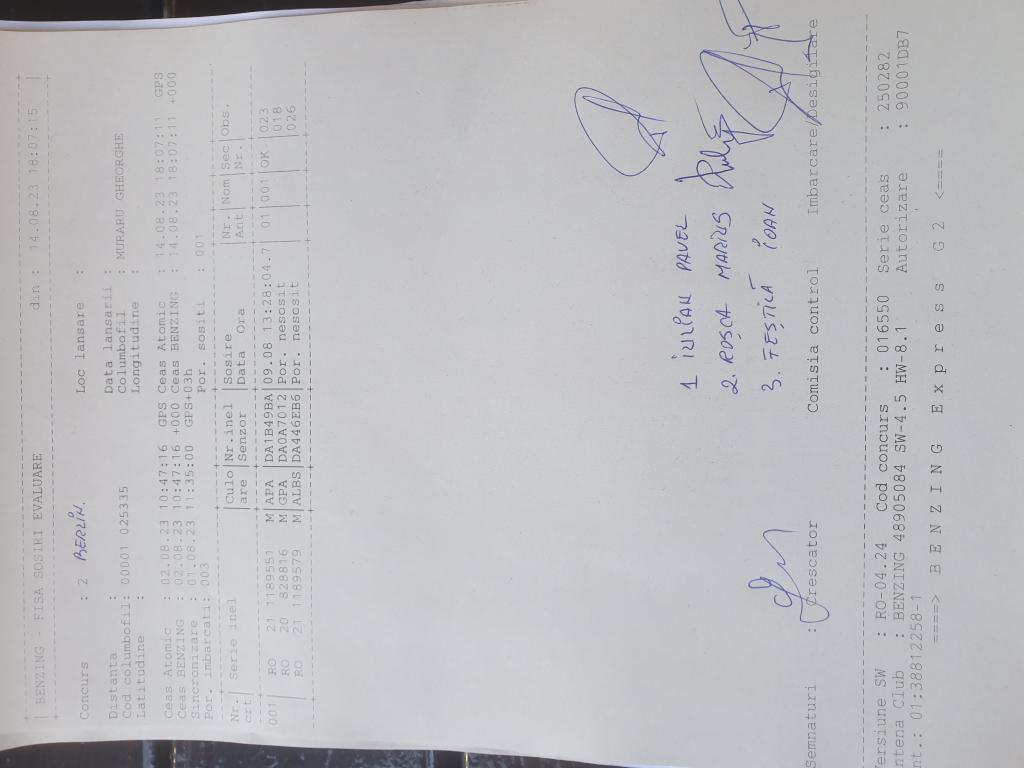 | BENZING - FISA SOSIRI EVALUARE din : 14.08.23 18:07:15 |
Concurs : 2 BERLIN. Loc lansare :
Distanta : Data lansarii :
Cod columbofil: 00001 025335 Columbofil : MURARU GHEORGHE
Latitudine : Longitudine :
Ceas Atomic : 02.08.23 10:47:16 GPS Ceas Atomic : 14.08.23 18:07:11 GPS
Ceas BENZING : 02.08.23 10:47:16 +000 Ceas BENZING : 14.08.23 18:07:11 +000
Sincronizare : 01.08.23 11:35:00 GPS+03h
Por. imbarcati: 003 Por. sositi : 001
Nr.| Serie inel |Culo|Nr.inel |Sosire |Nr. |Nom|Sec|Obs.
crt| |are |Senzor |Data Ora |Ant |Nr.| |
001| RO 21 1189551 M|APA |DA1B49BA|09.08 13:28:04.7| 01|001|OK |023
| RO 20 828816 M|GPA |DA0A7012|Por. nesosit | | | |018
| RO 21 1189579 M|ALBS|DA446EB6|Por. nesosit | | | |026
1 PAVEL
2. ROSCA MARIUS
3. FEȘTILĂ IOAN
Semnaturi : Crescator Comisia control Imbarcare/Desigilare
Versiune SW : RO-04.24 Cod concurs : 016550 Serie ceas : 250282
Antena Club : BENZING 48905084 SW-4.5 HW-8.1 Autorizare : 90001DB7
Ant.: 01:38812258-1
====> B E N Z I N G E x p r e s s G 2 <====